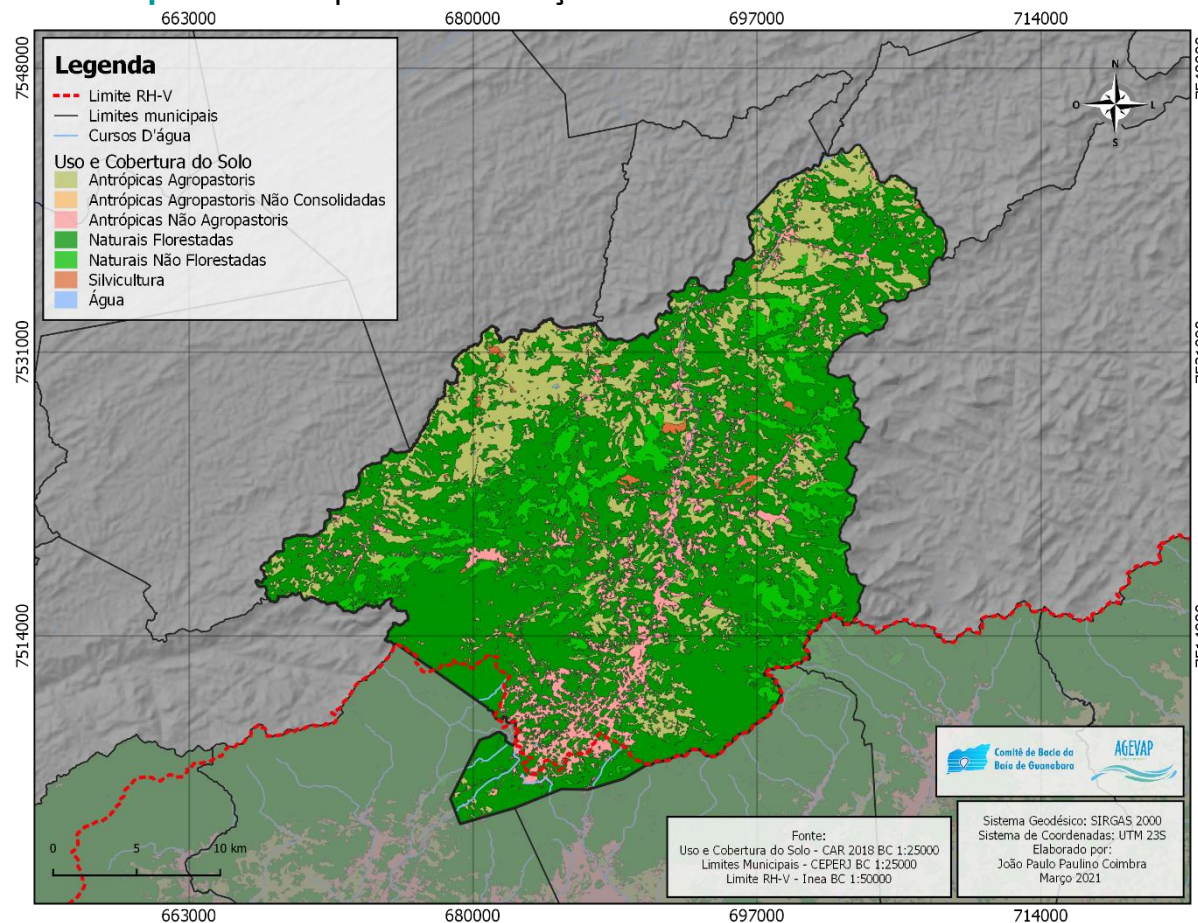 663000 680000 697000 714000
7548000
7531000
7514000
Legenda
Limite RH-V
Limites municipais
Cursos D'água
Uso e Cobertura do Solo
Antrópicas Agropastoris
Antrópicas Agropastoris Não Consolidadas
Antrópicas Não Agropastoris
Naturais Florestadas
Naturais Não Florestadas
Silvicultura
Água
N
O L
S
Comitê de Bacia da
Baía de Guanabara
AGEVAP
Fonte:
Uso e Cobertura do Solo - CAR 2018 BC 1:25000
Limites Municipais - CEPERJ BC 1:25000
Limite RH-V - Inea BC 1:50000
Sistema Geodésico: SIRGAS 2000
Sistema de Coordenadas: UTM 23S
Elaborado por:
João Paulo Paulino Coimbra
Março 2021
0 5 10 km
663000 680000 697000 714000